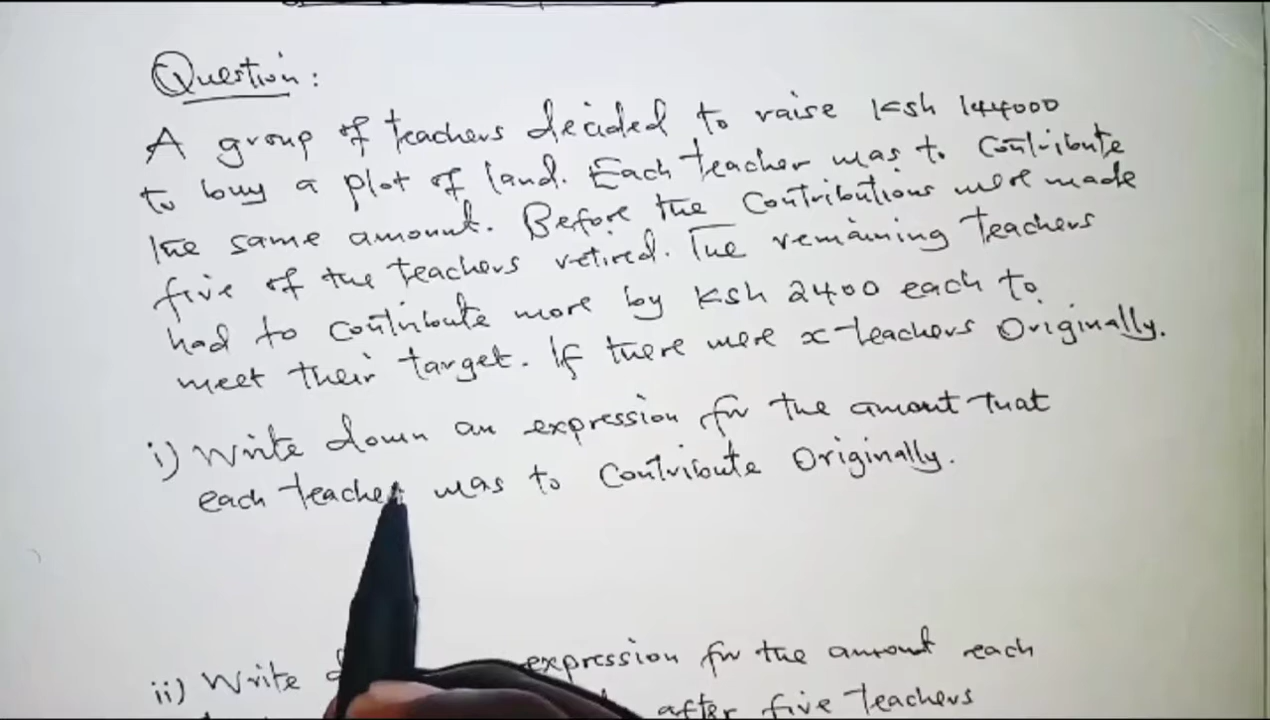 Question:
A group of teachers decided to raise Ksh 144000
to buy a plot of land. Each teacher was to Contribute
the same amount. Before the Contributions were made
five of the teachers retired. The remaining teachers
had to Contribute more by Ksh 2400 each to
meet their target. If there were x-teachers Originally.
i) Write down an expression for the amount that
each teacher was to Contribute Originally.
ii) Write expression for the amount each
after five teachers